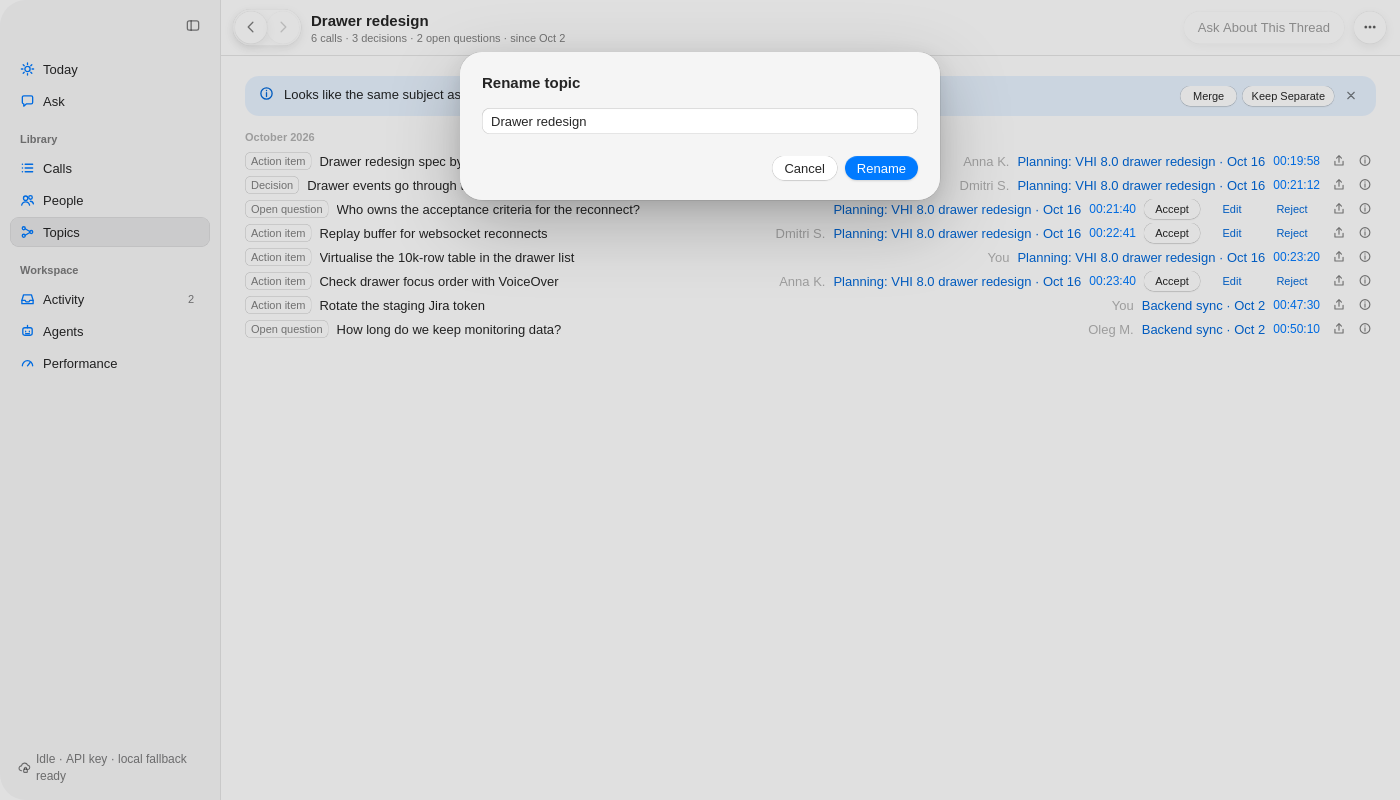 Today
Ask
Library
Calls
People
Topics
Workspace
Activity 2
Agents
Performance
Idle · API key · local fallback
ready
Drawer redesign
6 calls · 3 decisions · 2 open questions · since Oct 2
Ask About This Thread
Rename topic
Drawer redesign
Cancel Rename
Looks like the same subject as
Merge Keep Separate
October 2026
Action item Drawer redesign spec by Anna K. Planning: VHI 8.0 drawer redesign · Oct 16 00:19:58
Decision Drawer events go through Dmitri S. Planning: VHI 8.0 drawer redesign · Oct 16 00:21:12
Open question Who owns the acceptance criteria for the reconnect? Planning: VHI 8.0 drawer redesign · Oct 16 00:21:40 Accept Edit Reject
Action item Replay buffer for websocket reconnects Dmitri S. Planning: VHI 8.0 drawer redesign · Oct 16 00:22:41 Accept Edit Reject
Action item Virtualise the 10k-row table in the drawer list You Planning: VHI 8.0 drawer redesign · Oct 16 00:23:20
Action item Check drawer focus order with VoiceOver Anna K. Planning: VHI 8.0 drawer redesign · Oct 16 00:23:40 Accept Edit Reject
Action item Rotate the staging Jira token You Backend sync · Oct 2 00:47:30
Open question How long do we keep monitoring data? Oleg M. Backend sync · Oct 2 00:50:10